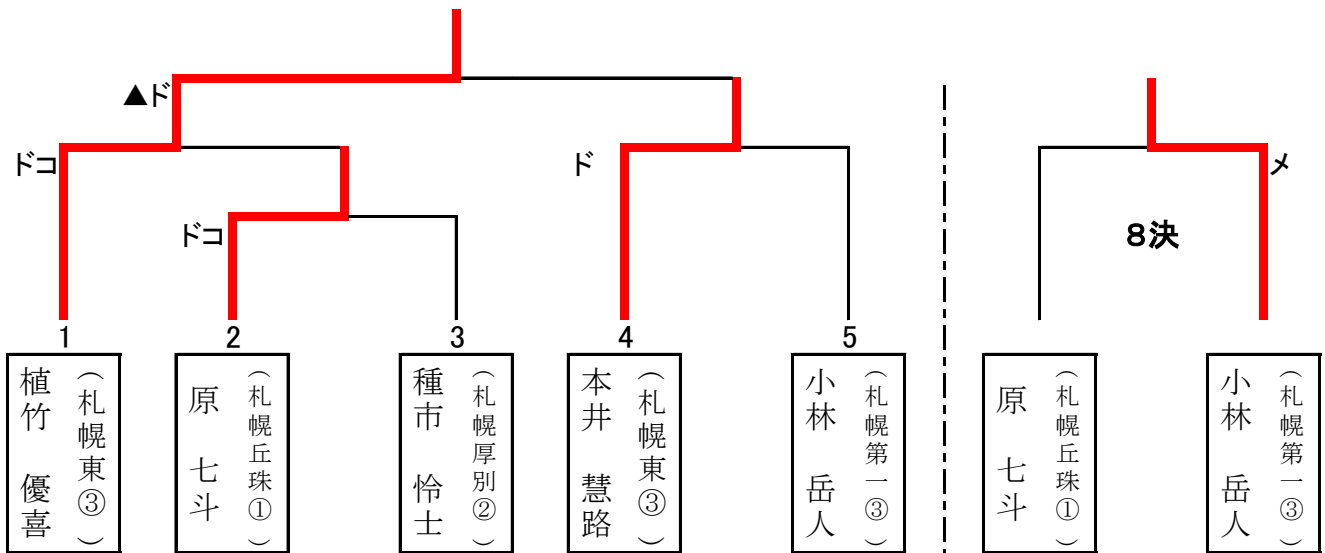 ▲ド
ドコ
ド
メ
ドコ
8決
1
2
3
4
5
植竹 優喜
（札幌東③）
原 七斗
（札幌丘珠①）
種市 怜士
（札幌厚別②）
本井 慧路
（札幌東③）
小林 岳人
（札幌第一③）
原 七斗
（札幌丘珠①）
小林 岳人
（札幌第一③）